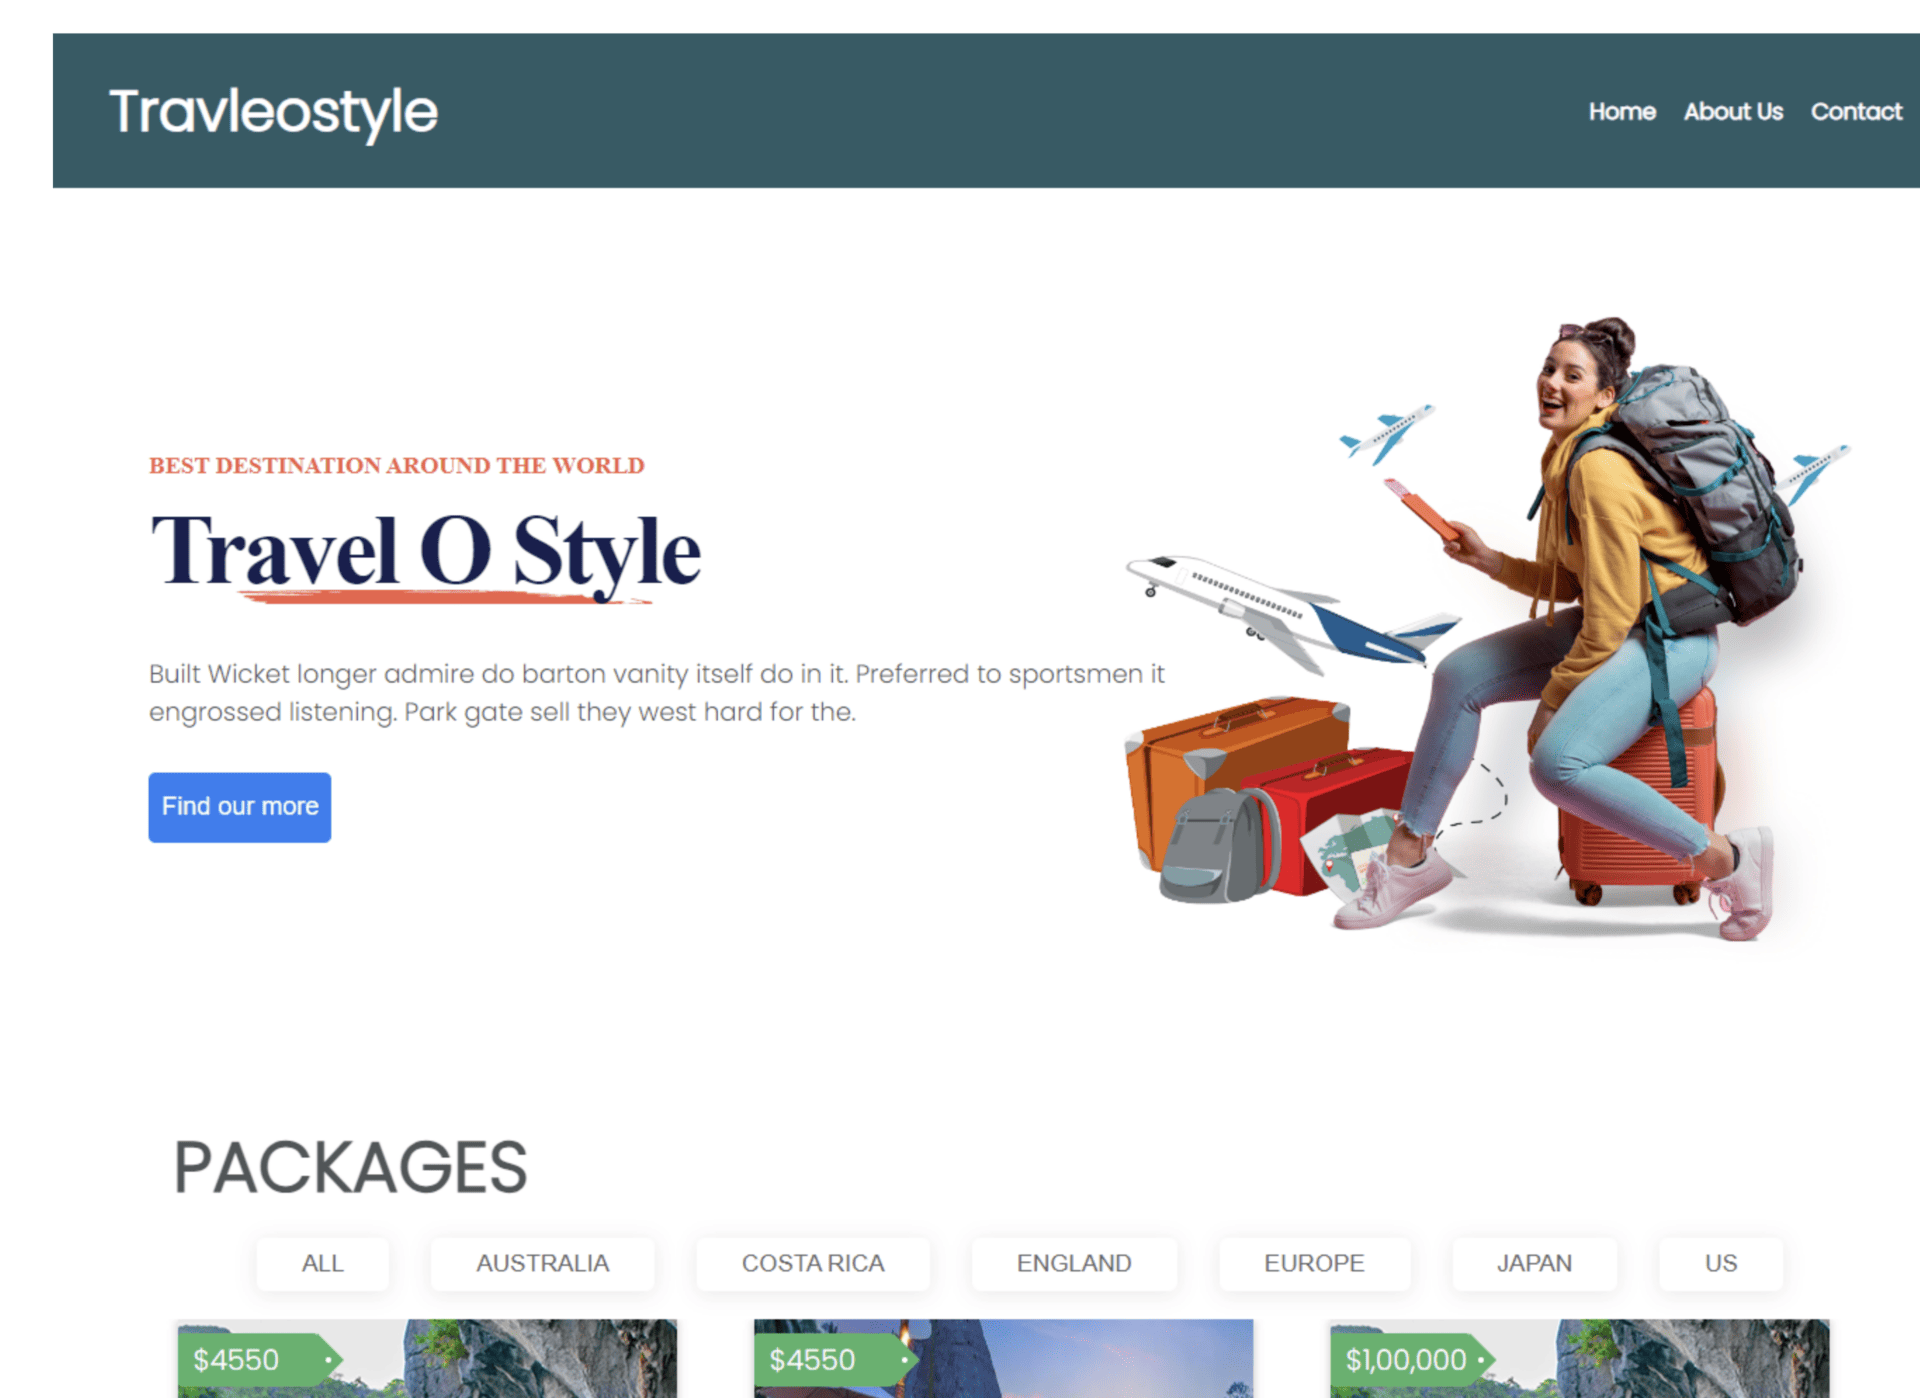 Travleostyle
Home About Us Contact
BEST DESTINATION AROUND THE WORLD
Travel O Style
Built Wicket longer admire do barton vanity itself do in it. Preferred to sportsmen it
engrossed listening. Park gate sell they west hard for the.
Find our more
PACKAGES
ALL AUSTRALIA COSTA RICA ENGLAND EUROPE JAPAN US
$4550 $4550 $1,00,000